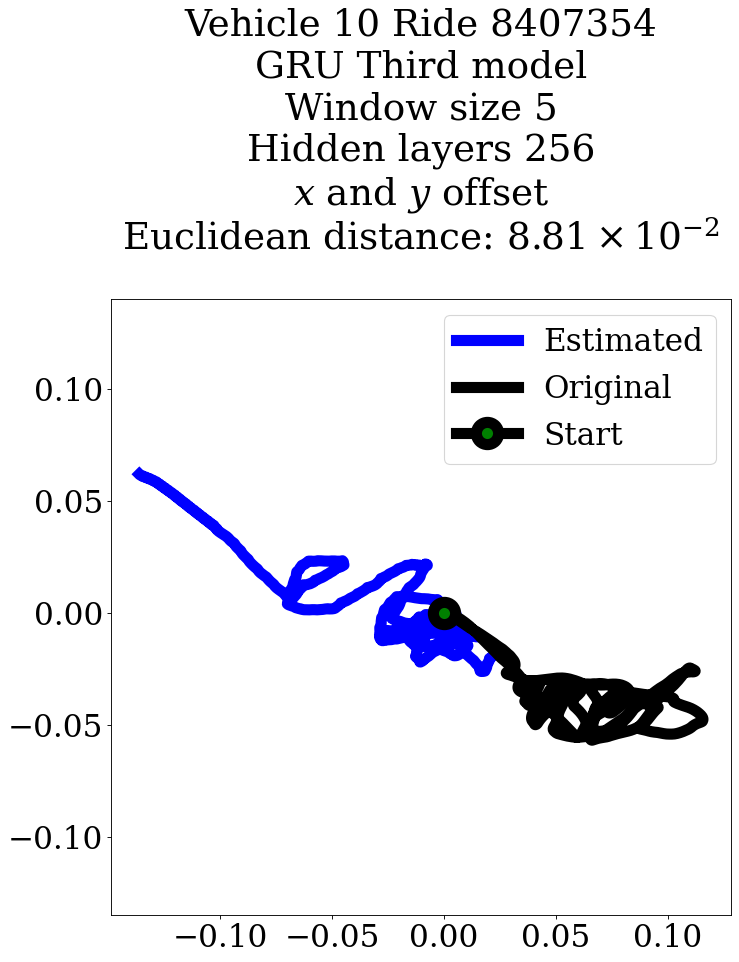 Vehicle 10 Ride 8407354
GRU Third model
Window size 5
Hidden layers 256
x and y offset
Euclidean distance: 8.81 × 10⁻²
Estimated
Original
Start
0.10
0.05
0.00
−0.05
−0.10
−0.10 −0.05 0.00 0.05 0.10